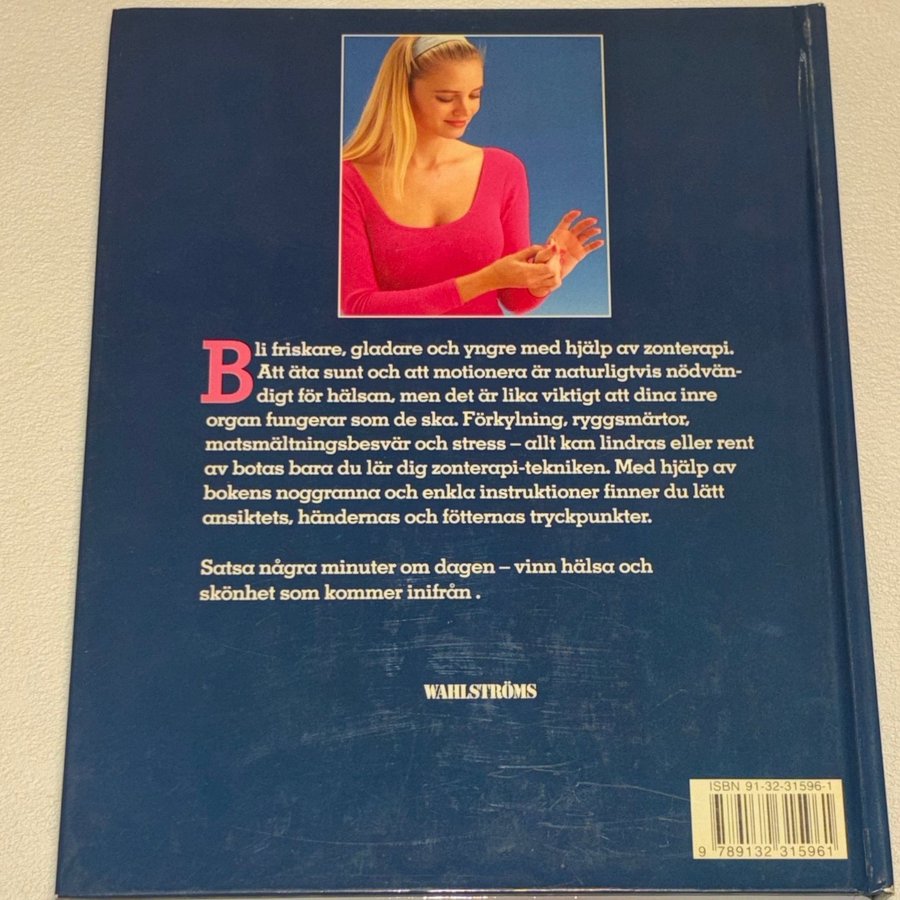 Bli friskare, gladare och yngre med hjälp av zonterapi.
Att äta sunt och att motionera är naturligtvis nödvän-
digt för hälsan, men det är lika viktigt att dina inre
organ fungerar som de ska. Förkylning, ryggsmärtor,
matsmältningsbesvär och stress – allt kan lindras eller rent
av botas bara du lär dig zonterapi-tekniken. Med hjälp av
bokens noggranna och enkla instruktioner finner du lätt
ansiktets, händernas och fötternas tryckpunkter.
Satsa några minuter om dagen – vinn hälsa och
skönhet som kommer inifrån .
WAHLSTRÖMS
ISBN 91-32-31596-1
9 789132 315961